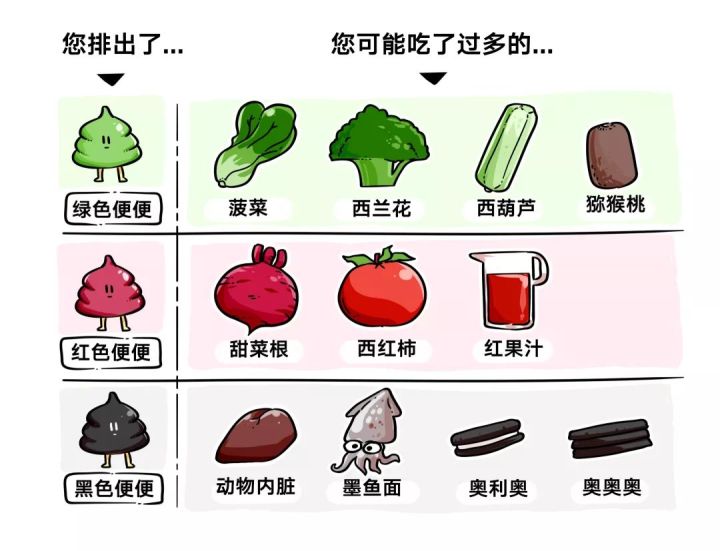 您排出了...
您可能吃了过多的...
绿色便便
菠菜
西兰花
西葫芦
猕猴桃
红色便便
甜菜根
西红柿
红果汁
黑色便便
动物内脏
墨鱼面
奥利奥
奥奥奥